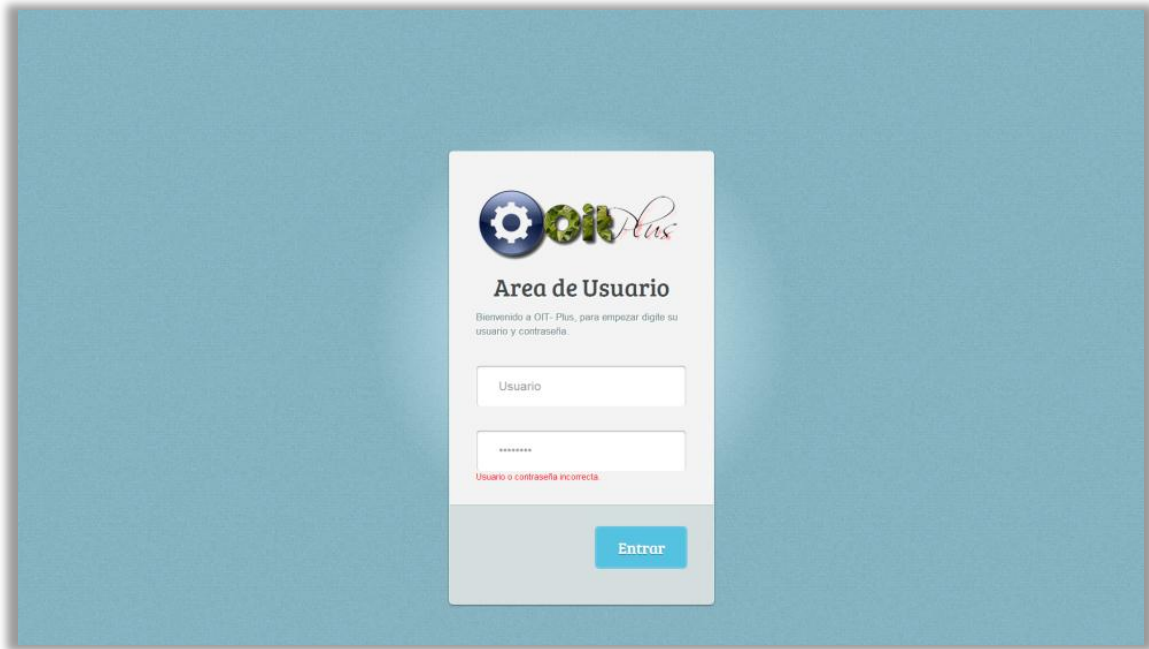 Oit Plus
Area de Usuario
Bienvenido a OIT- Plus, para empezar digite su
usuario y contraseña.
Usuario
••••••••
Usuario o contraseña incorrecta.
Entrar